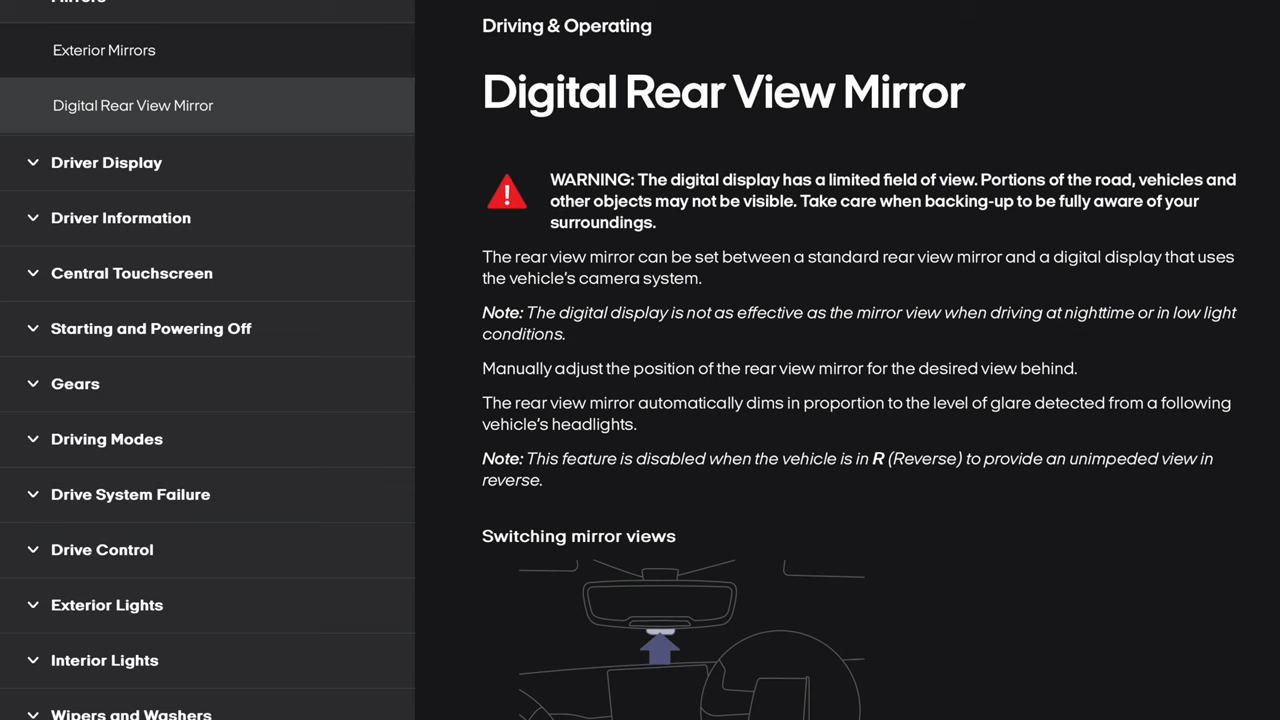 Mirrors
Exterior Mirrors
Digital Rear View Mirror
Driver Display
Driver Information
Central Touchscreen
Starting and Powering Off
Gears
Driving Modes
Drive System Failure
Drive Control
Exterior Lights
Interior Lights
Wipers and Washers
Driving & Operating
Digital Rear View Mirror
WARNING: The digital display has a limited field of view. Portions of the road, vehicles and
other objects may not be visible. Take care when backing-up to be fully aware of your
surroundings.
The rear view mirror can be set between a standard rear view mirror and a digital display that uses
the vehicle’s camera system.
Note: The digital display is not as effective as the mirror view when driving at nighttime or in low light
conditions.
Manually adjust the position of the rear view mirror for the desired view behind.
The rear view mirror automatically dims in proportion to the level of glare detected from a following
vehicle’s headlights.
Note: This feature is disabled when the vehicle is in R (Reverse) to provide an unimpeded view in
reverse.
Switching mirror views